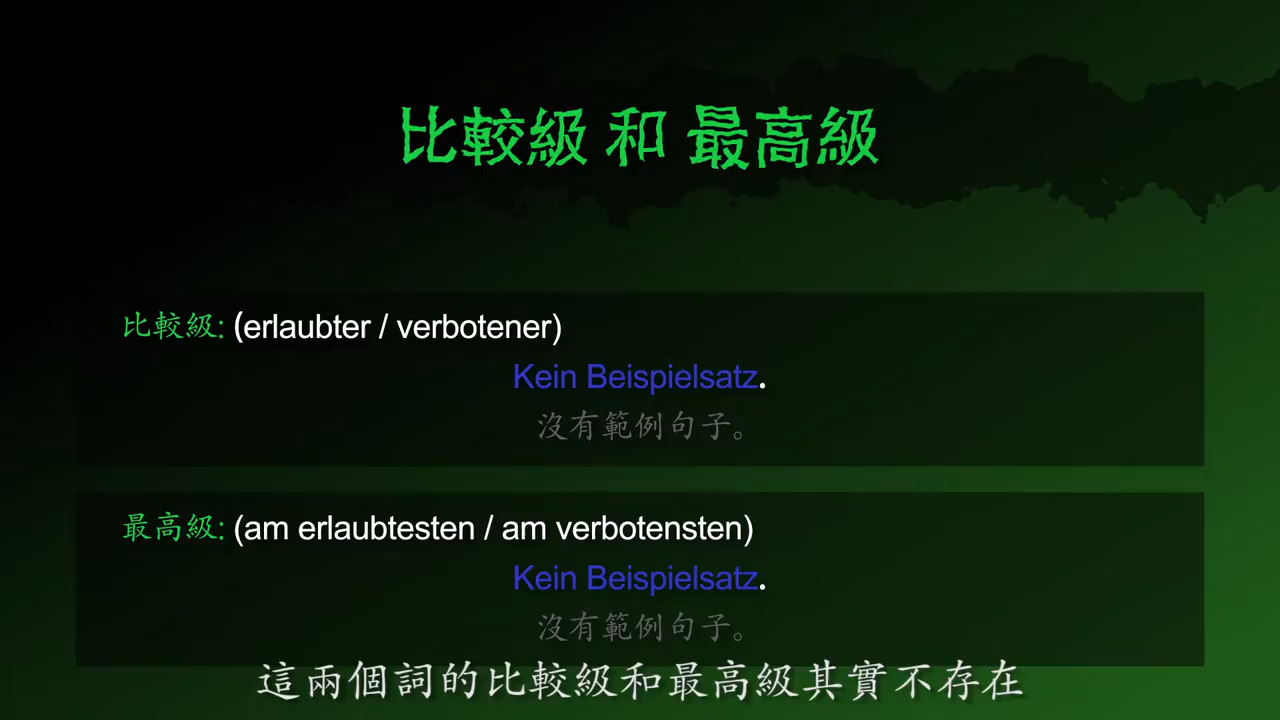 比較級 和 最高級
比較級: (erlaubter / verbotener)
Kein Beispielsatz.
沒有範例句子。
最高級: (am erlaubtesten / am verbotensten)
Kein Beispielsatz.
沒有範例句子。
這兩個詞的比較級和最高級其實不存在